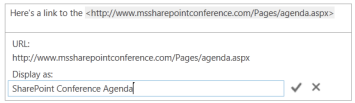 Here's a link to the <http://www.mssharepointconference.com/Pages/agenda.aspx>
URL:
http://www.mssharepointconference.com/Pages/agenda.aspx
Display as:
SharePoint Conference Agenda